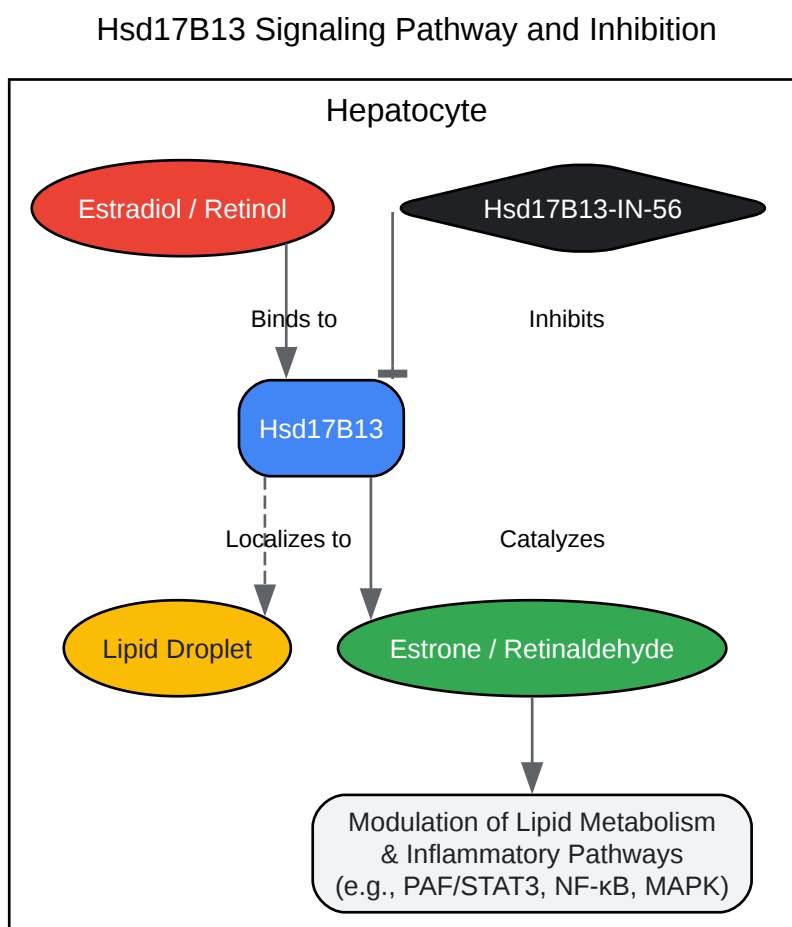 Hsd17B13 Signaling Pathway and Inhibition
Hepatocyte
Estradiol / Retinol
Hsd17B13-IN-56
Binds to
Inhibits
Hsd17B13
Localizes to
Catalyzes
Lipid Droplet
Estrone / Retinaldehyde
Modulation of Lipid Metabolism
& Inflammatory Pathways
(e.g., PAF/STAT3, NF-κB, MAPK)